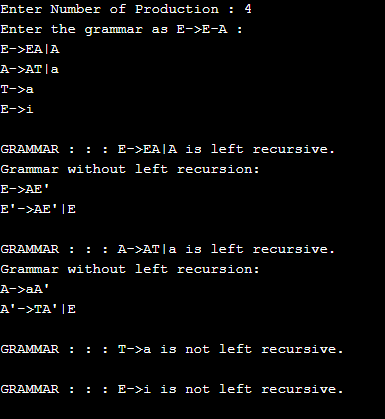 Enter Number of Production : 4
Enter the grammar as E->E-A :
E->EA|A
A->AT|a
T->a
E->i
GRAMMAR : : : E->EA|A is left recursive.
Grammar without left recursion:
E->AE'
E'->AE'|E
GRAMMAR : : : A->AT|a is left recursive.
Grammar without left recursion:
A->aA'
A'->TA'|E
GRAMMAR : : : T->a is not left recursive.
GRAMMAR : : : E->i is not left recursive.